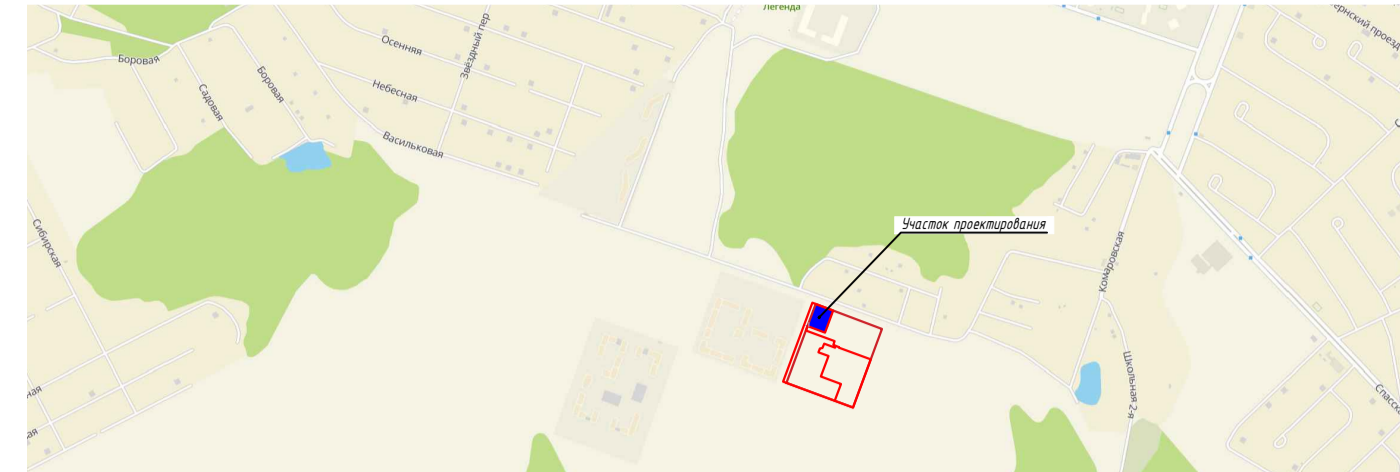 Легенда
Осенняя
Звёздный пер
Боровая
Боровая
Садовая
Небесная
Васильковая
Сибирская
Участок проектирования
Комаровская
Школьная 2-я